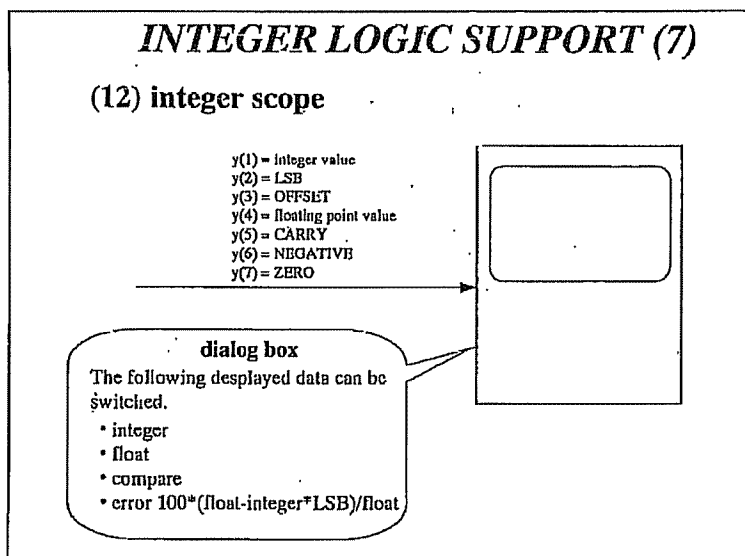 INTEGER LOGIC SUPPORT (7)
(12) integer scope
y(1) = integer value
y(2) = LSB
y(3) = OFFSET
y(4) = floating point value
y(5) = CARRY
y(6) = NEGATIVE
y(7) = ZERO
dialog box
The following desplayed data can be
switched.
• integer
• float
• compare
• error 100*(float-integer*LSB)/float